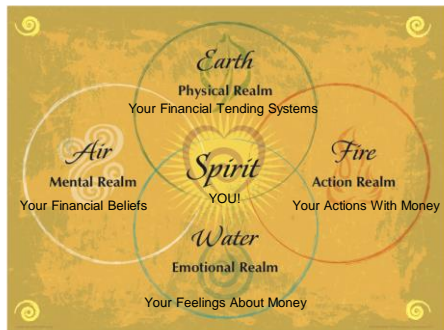 Earth
Physical Realm
Your Financial Tending Systems
Air
Mental Realm
Your Financial Beliefs
Spirit
YOU!
Fire
Action Realm
Your Actions With Money
Water
Emotional Realm
Your Feelings About Money